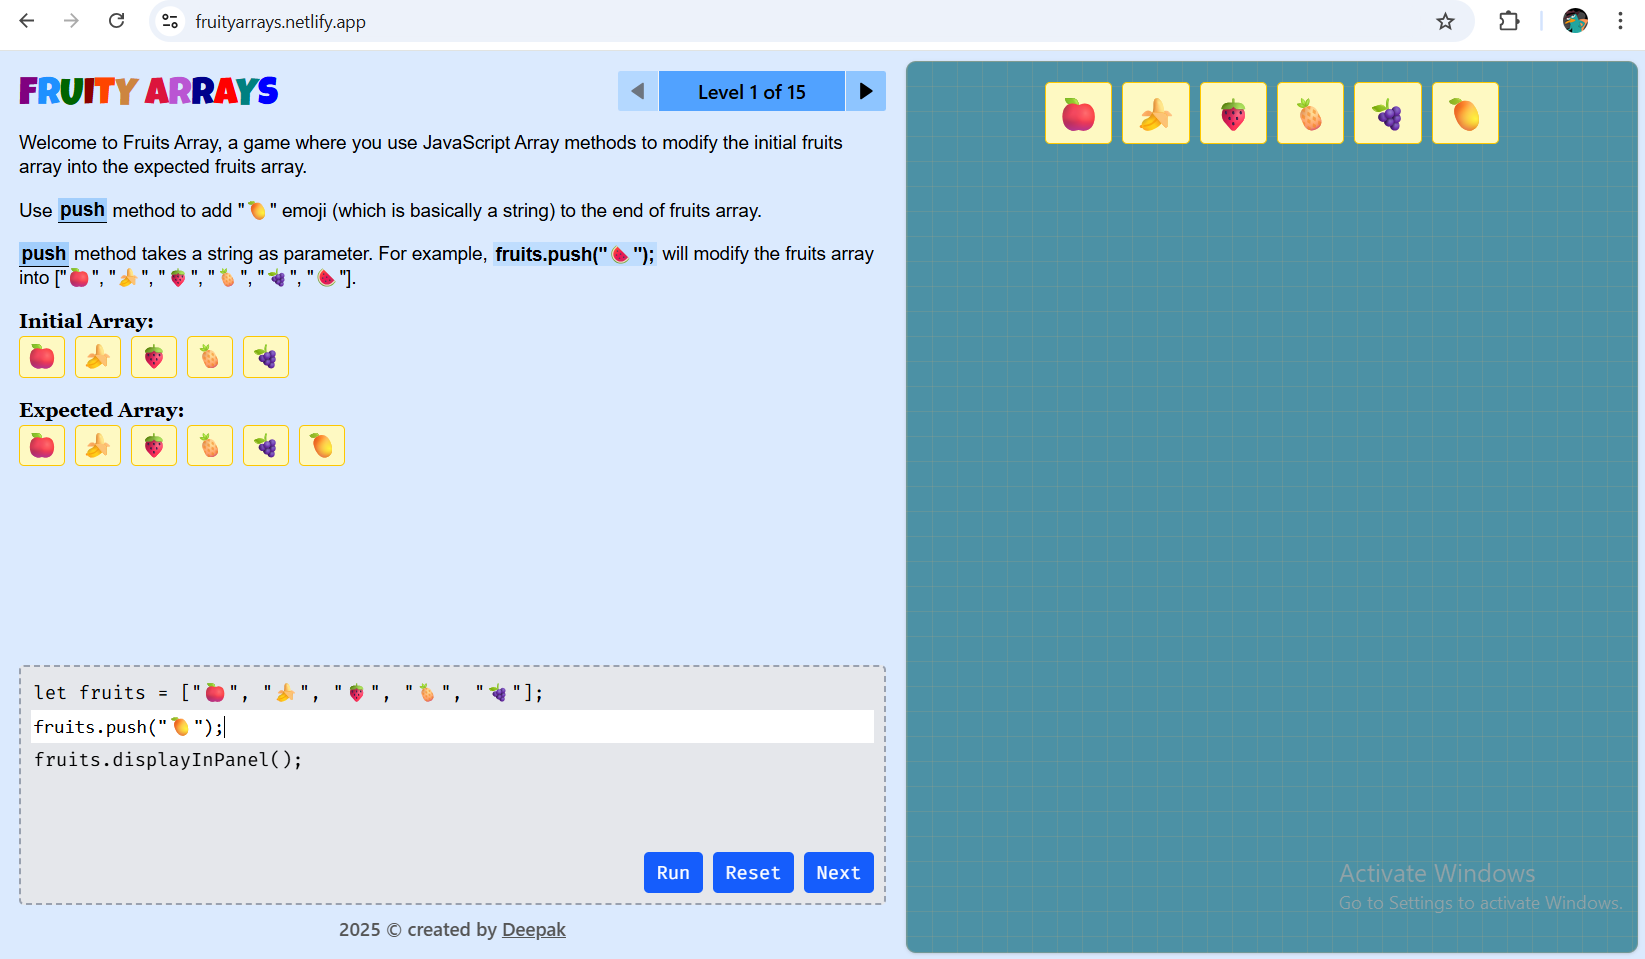 fruityarrays.netlify.app
FRUITY ARRAYS
Level 1 of 15
Welcome to Fruits Array, a game where you use JavaScript Array methods to modify the initial fruits
array into the expected fruits array.
Use push method to add "🥭" emoji (which is basically a string) to the end of fruits array.
push method takes a string as parameter. For example, fruits.push("🍉"); will modify the fruits array
into ["🍎", "🍌", "🍓", "🍍", "🍇", "🍉"].
Initial Array:
🍎 🍌 🍓 🍍 🍇
Expected Array:
🍎 🍌 🍓 🍍 🍇 🥭
let fruits = ["🍎", "🍌", "🍓", "🍍", "🍇"];
fruits.push("🥭");
fruits.displayInPanel();
Run Reset Next
2025 © created by Deepak
🍎 🍌 🍓 🍍 🍇 🥭
Activate Windows
Go to Settings to activate Windows.